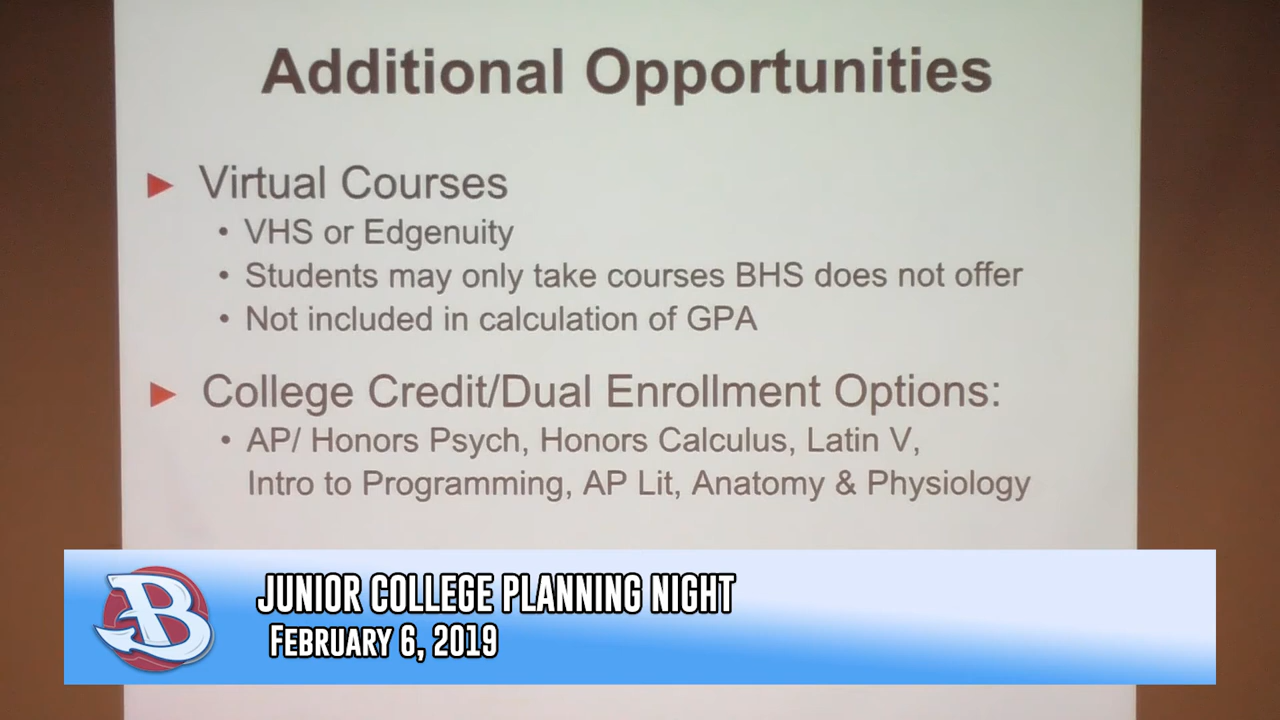 Additional Opportunities
► Virtual Courses
• VHS or Edgenuity
• Students may only take courses BHS does not offer
• Not included in calculation of GPA
► College Credit/Dual Enrollment Options:
• AP/ Honors Psych, Honors Calculus, Latin V,
Intro to Programming, AP Lit, Anatomy & Physiology
B
JUNIOR COLLEGE PLANNING NIGHT
FEBRUARY 6, 2019